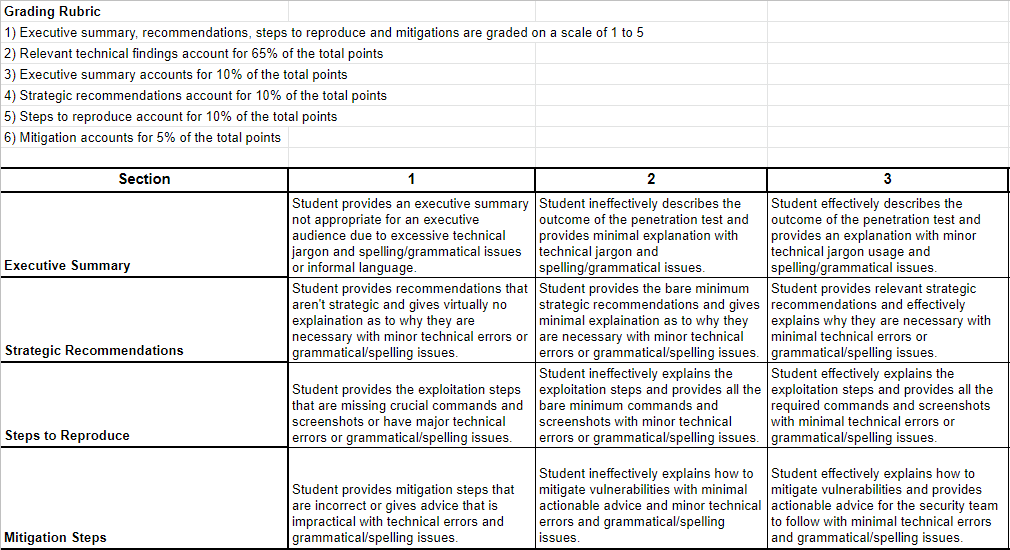 Grading Rubric
1) Executive summary, recommendations, steps to reproduce and mitigations are graded on a scale of 1 to 5
2) Relevant technical findings account for 65% of the total points
3) Executive summary accounts for 10% of the total points
4) Strategic recommendations account for 10% of the total points
5) Steps to reproduce account for 10% of the total points
6) Mitigation accounts for 5% of the total points
Section
1
2
3
Executive Summary
Student provides an executive summary
not appropriate for an executive
audience due to excessive technical
jargon and spelling/grammatical issues
or informal language.
Student ineffectively describes the
outcome of the penetration test and
provides minimal explanation with
technical jargon and
spelling/grammatical issues.
Student effectively describes the
outcome of the penetration test and
provides an explanation with minor
technical jargon usage and
spelling/grammatical issues.
Strategic Recommendations
Student provides recommendations that
aren't strategic and gives virtually no
explaination as to why they are
necessary with minor technical errors or
grammatical/spelling issues.
Student provides the bare minimum
strategic recommendations and gives
minimal explaination as to why they
are necessary with minor technical
errors or grammatical/spelling issues.
Student provides relevant strategic
recommendations and effectively
explains why they are necessary with
minimal technical errors or
grammatical/spelling issues.
Steps to Reproduce
Student provides the exploitation steps
that are missing crucial commands and
screenshots or have major technical
errors or grammatical/spelling issues.
Student ineffectively explains the
exploitation steps and provides all the
bare minimum commands and
screenshots with minor technical
errors or grammatical/spelling issues.
Student effectively explains the
exploitation steps and provides all the
required commands and screenshots
with minimal technical errors or
grammatical/spelling issues.
Mitigation Steps
Student provides mitigation steps that
are incorrect or gives advice that is
impractical with technical errors and
grammatical/spelling issues.
Student ineffectively explains how to
mitigate vulnerabilities with minimal
actionable advice and minor technical
errors and grammatical/spelling
issues.
Student effectively explains how to
mitigate vulnerabilities and provides
actionable advice for the security team
to follow with minimal technical errors
and grammatical/spelling issues.